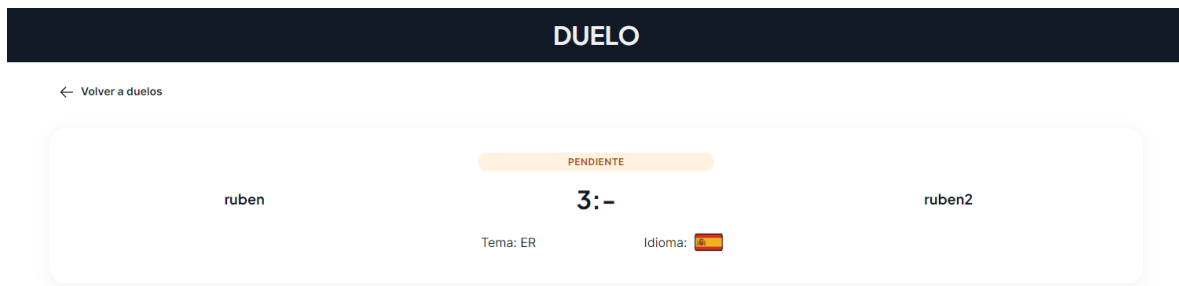 DUELO
← Volver a duelos
PENDIENTE
ruben 3:- ruben2
Tema: ER Idioma: